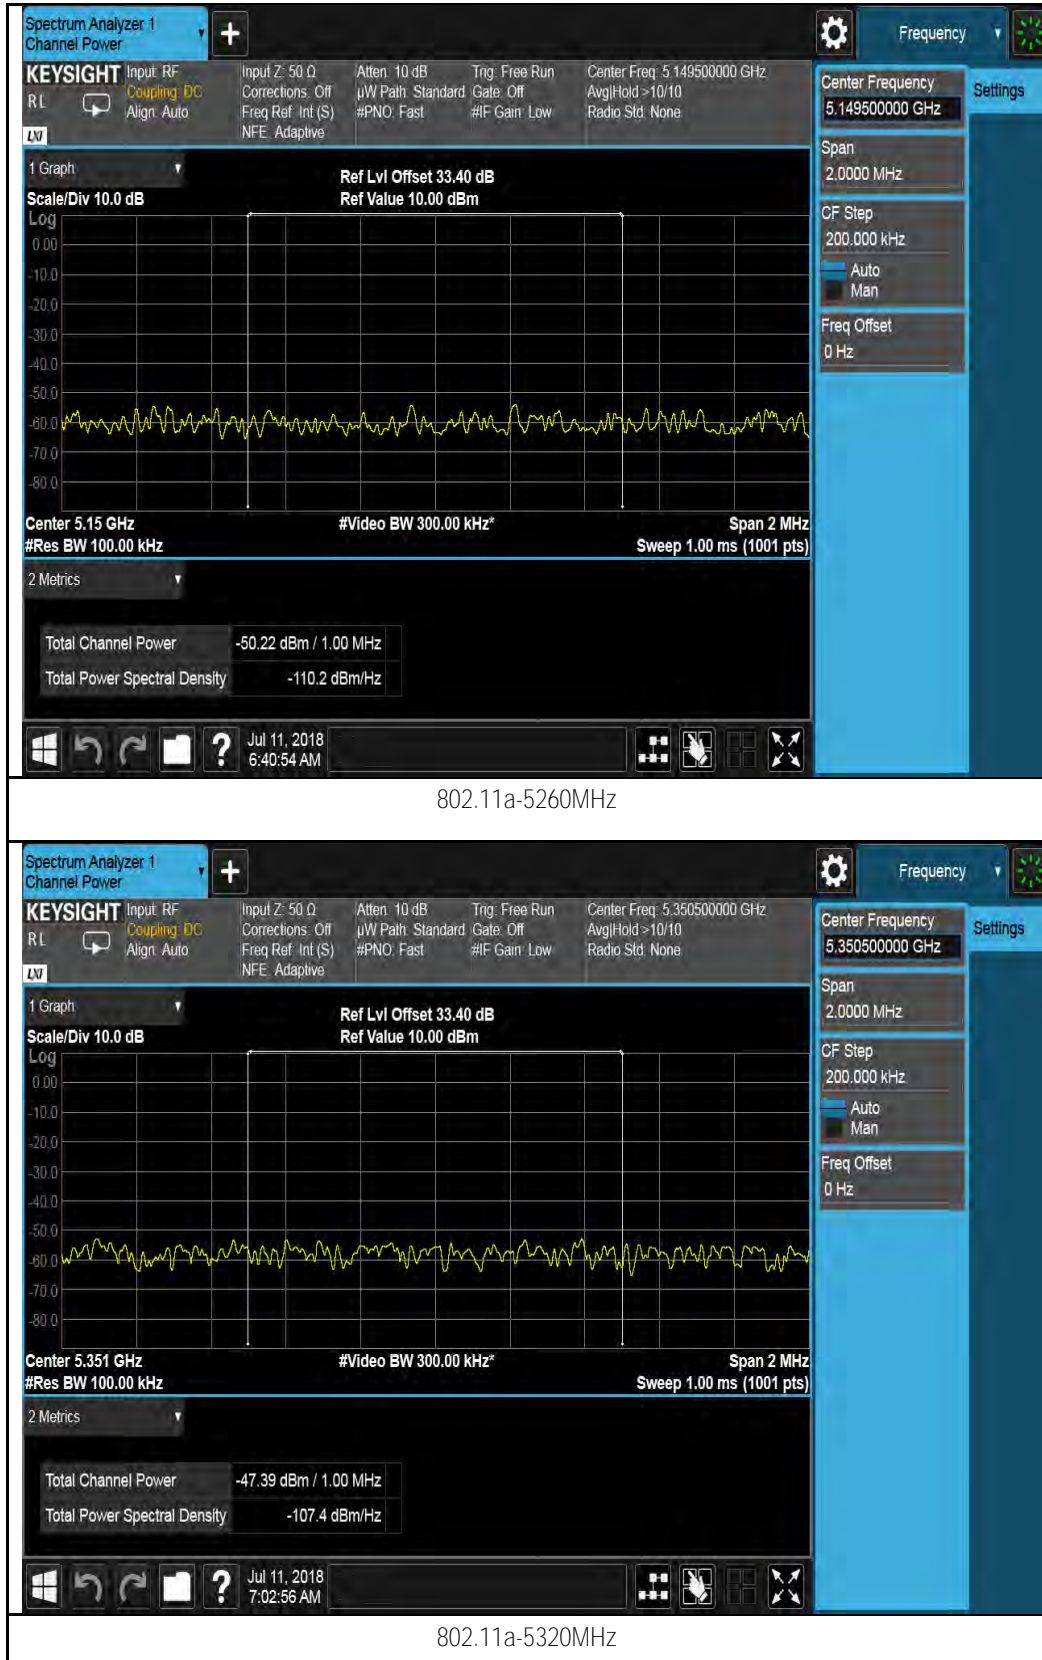 Spectrum Analyzer 1
Channel Power
+
Frequency
KEYSIGHT
RL
LXI
Input: RF
Coupling: DC
Align: Auto
Input Z: 50 Ω
Corrections: Off
Freq Ref: Int (S)
NFE: Adaptive
Atten: 10 dB
µW Path: Standard
#PNO: Fast
Trig: Free Run
Gate: Off
#IF Gain: Low
Center Freq: 5.149500000 GHz
Avg|Hold >10/10
Radio Std: None
Center Frequency
5.149500000 GHz
Settings
Span
2.0000 MHz
CF Step
200.000 kHz
Auto
Man
Freq Offset
0 Hz
1 Graph
Scale/Div 10.0 dB
Ref Lvl Offset 33.40 dB
Ref Value 10.00 dBm
Log
0.00
-10.0
-20.0
-30.0
-40.0
-50.0
-60.0
-70.0
-80.0
Center 5.15 GHz
#Video BW 300.00 kHz*
Span 2 MHz
#Res BW 100.00 kHz
Sweep 1.00 ms (1001 pts)
2 Metrics
Total Channel Power -50.22 dBm / 1.00 MHz
Total Power Spectral Density -110.2 dBm/Hz
?
Jul 11, 2018
6:40:54 AM
802.11a-5260MHz
Spectrum Analyzer 1
Channel Power
+
Frequency
KEYSIGHT
RL
LXI
Input: RF
Coupling: DC
Align: Auto
Input Z: 50 Ω
Corrections: Off
Freq Ref: Int (S)
NFE: Adaptive
Atten: 10 dB
µW Path: Standard
#PNO: Fast
Trig: Free Run
Gate: Off
#IF Gain: Low
Center Freq: 5.350500000 GHz
Avg|Hold >10/10
Radio Std: None
Center Frequency
5.350500000 GHz
Settings
Span
2.0000 MHz
CF Step
200.000 kHz
Auto
Man
Freq Offset
0 Hz
1 Graph
Scale/Div 10.0 dB
Ref Lvl Offset 33.40 dB
Ref Value 10.00 dBm
Log
0.00
-10.0
-20.0
-30.0
-40.0
-50.0
-60.0
-70.0
-80.0
Center 5.351 GHz
#Video BW 300.00 kHz*
Span 2 MHz
#Res BW 100.00 kHz
Sweep 1.00 ms (1001 pts)
2 Metrics
Total Channel Power -47.39 dBm / 1.00 MHz
Total Power Spectral Density -107.4 dBm/Hz
?
Jul 11, 2018
7:02:56 AM
802.11a-5320MHz